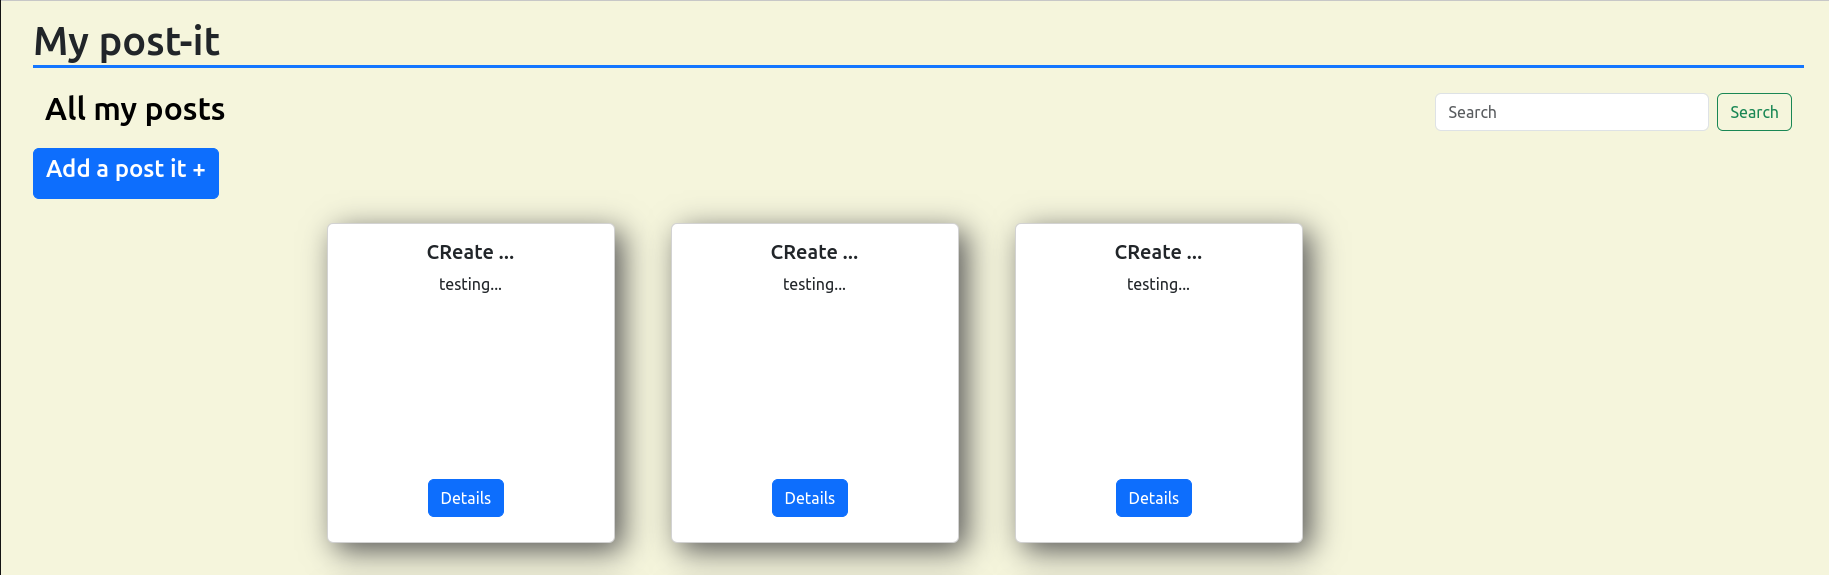 My post-it
All my posts
Search
Search
Add a post it +
CReate ...
testing...
Details
CReate ...
testing...
Details
CReate ...
testing...
Details